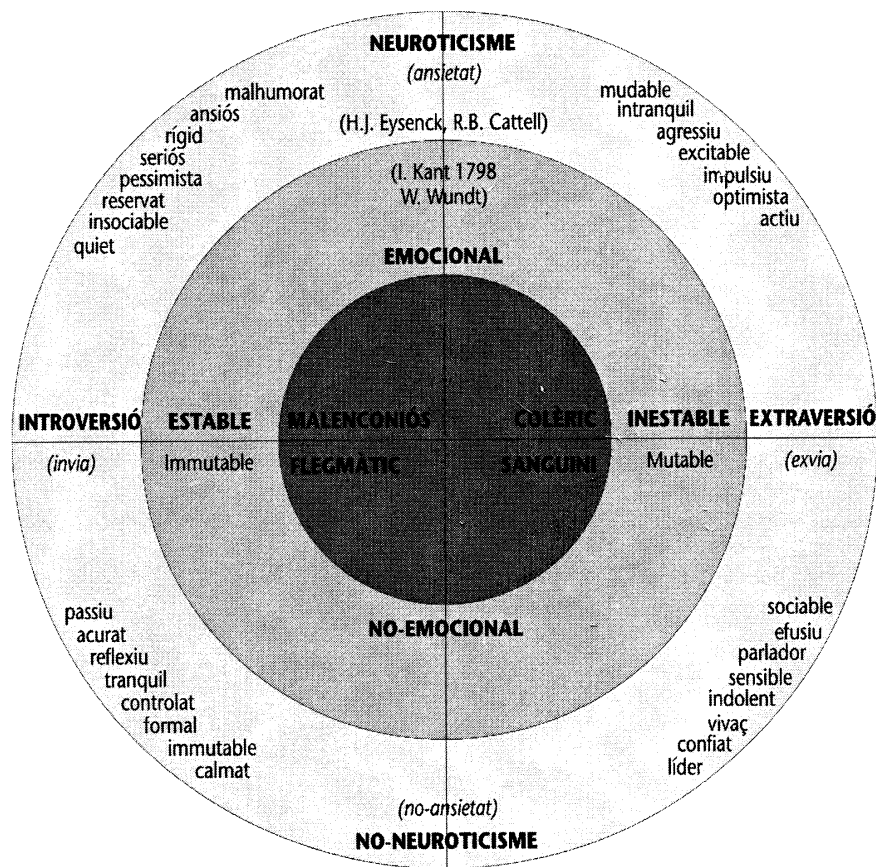 NEUROTICISME
(ansietat)
(H.J. Eysenck, R.B. Cattell)
malhumorat
ansiós
rígid
seriós
pessimista
reservat
insociable
quiet
mudable
intranquil
agressiu
excitable
impulsiu
optimista
actiu
(I. Kant 1798
W. Wundt)
EMOCIONAL
INTROVERSIÓ ESTABLE MALENCONIÓS COLÈRIC INESTABLE EXTRAVERSIÓ
(invia) Immutable FLEGMÀTIC SANGUINI Mutable (exvia)
NO-EMOCIONAL
passiu
acurat
reflexiu
tranquil
controlat
formal
immutable
calmat
sociable
efusiu
parlador
sensible
indolent
vivaç
confiat
líder
(no-ansietat)
NO-NEUROTICISME